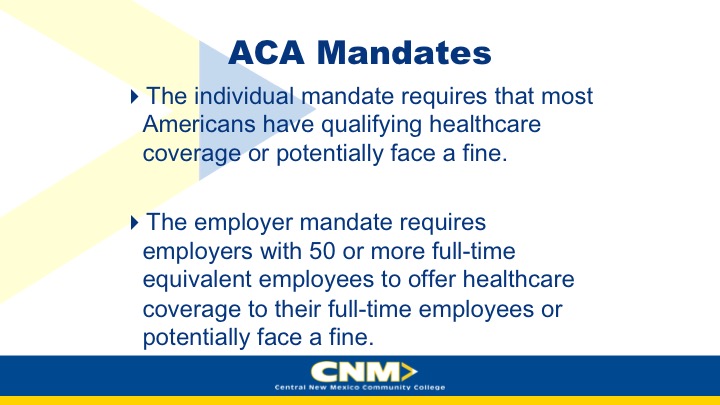 ACA Mandates
The individual mandate requires that most
Americans have qualifying healthcare
coverage or potentially face a fine.
The employer mandate requires
employers with 50 or more full-time
equivalent employees to offer healthcare
coverage to their full-time employees or
potentially face a fine.
CNM
Central New Mexico Community College